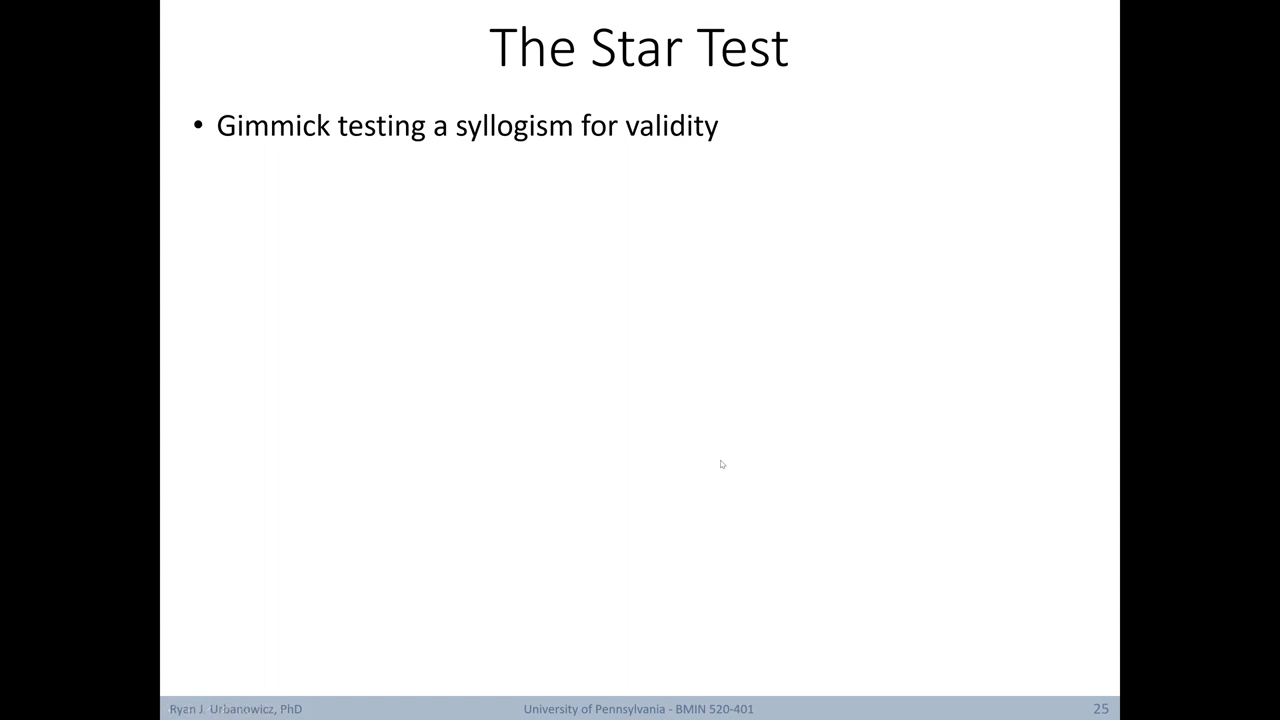 The Star Test
• Gimmick testing a syllogism for validity
Ryan J. Urbanowicz, PhD
University of Pennsylvania - BMIN 520-401
25